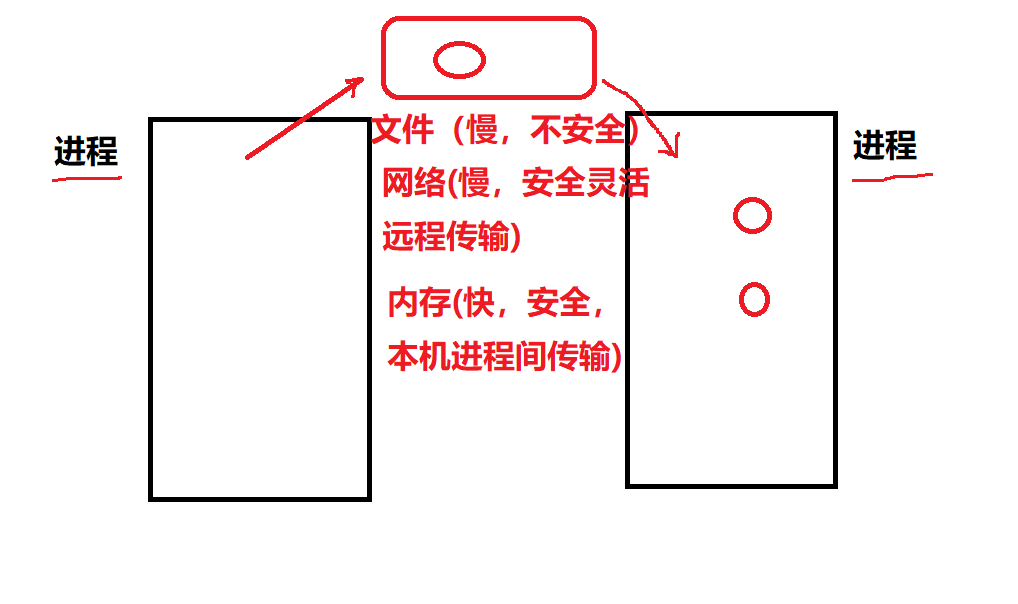 进程
进程
文件（慢，不安全）
网络(慢，安全灵活
远程传输)
内存(快，安全，
本机进程间传输)